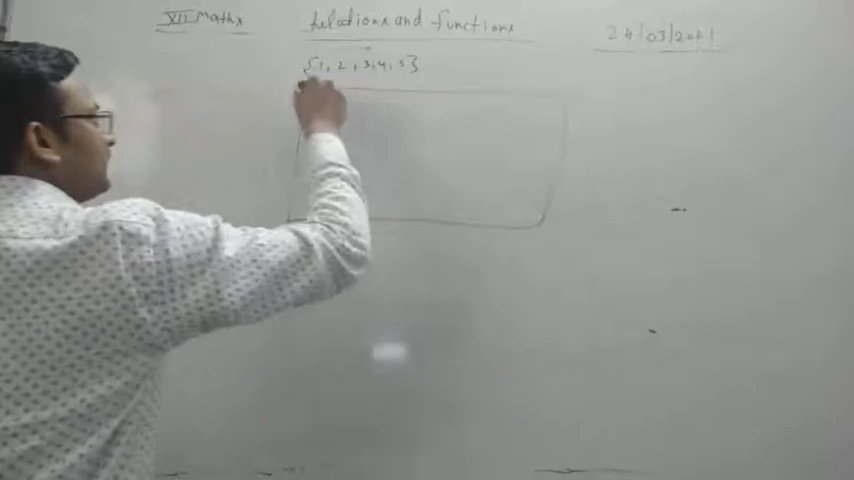 XII Maths
Relations and Functions
24/03/2021
{1, 2, 3, 4, 5}